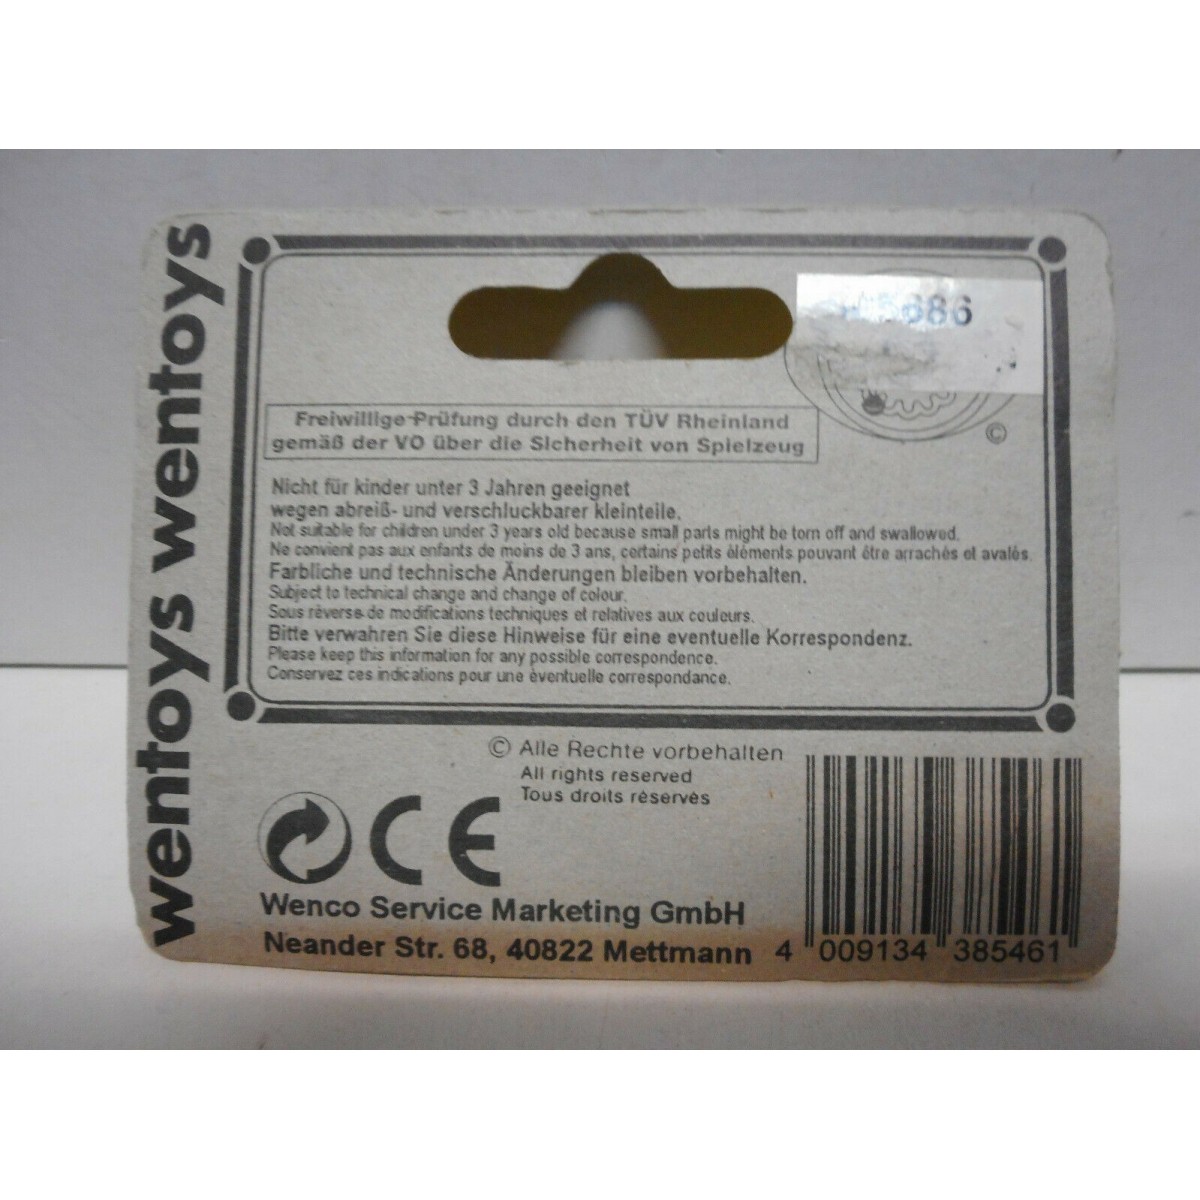 wentoys wentoys
5686
Freiwillige-Prüfung durch den TÜV Rheinland
gemäß der VO über die Sicherheit von Spielzeug
©
Nicht für kinder unter 3 Jahren geeignet
wegen abreiß- und verschluckbarer kleinteile.
Not suitable for children under 3 years old because small parts might be torn off and swallowed.
Ne convient pas aux enfants de moins de 3 ans, certains petits éléments pouvant être arrachés et avalés.
Farbliche und technische Änderungen bleiben vorbehalten.
Subject to technical change and change of colour.
Sous réverse de modifications techniques et relatives aux couleurs.
Bitte verwahren Sie diese Hinweise für eine eventuelle Korrespondenz.
Please keep this information for any possible correspondence.
Conservez ces indications pour une éventuelle correspondance.
© Alle Rechte vorbehalten
All rights reserved
Tous droits réservés
CE
Wenco Service Marketing GmbH
Neander Str. 68, 40822 Mettmann
4 009134 385461